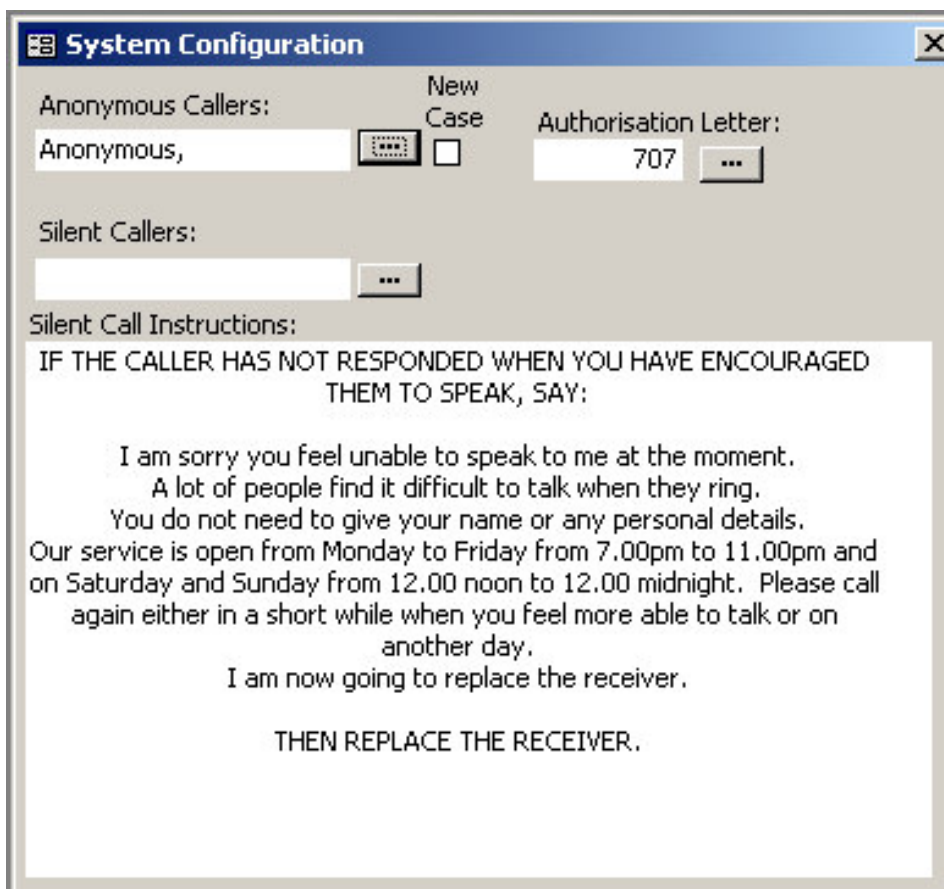 System Configuration
Anonymous Callers:
New
Case
Authorisation Letter:
Anonymous,
...
707
...
Silent Callers:
...
Silent Call Instructions:
IF THE CALLER HAS NOT RESPONDED WHEN YOU HAVE ENCOURAGED
THEM TO SPEAK, SAY:
I am sorry you feel unable to speak to me at the moment.
A lot of people find it difficult to talk when they ring.
You do not need to give your name or any personal details.
Our service is open from Monday to Friday from 7.00pm to 11.00pm and
on Saturday and Sunday from 12.00 noon to 12.00 midnight.  Please call
again either in a short while when you feel more able to talk or on
another day.
I am now going to replace the receiver.
THEN REPLACE THE RECEIVER.